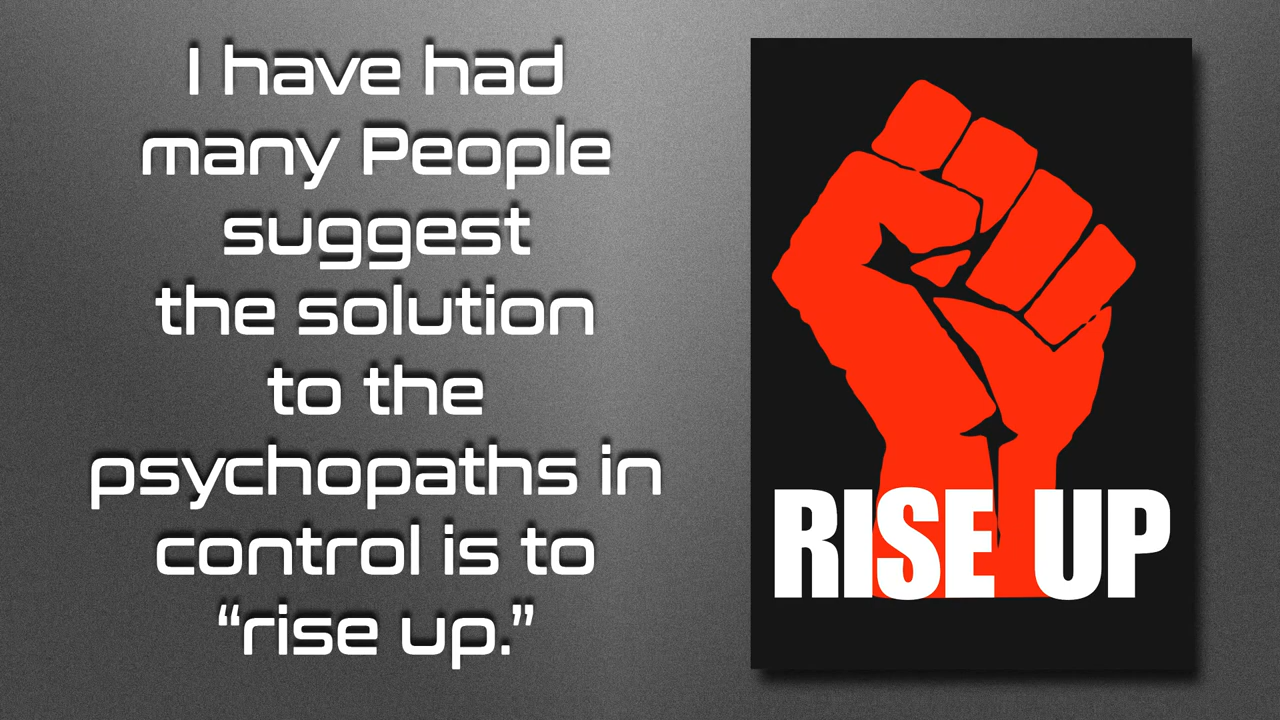 I have had
many People
suggest
the solution
to the
psychopaths in
control is to
“rise up.”
RISE UP